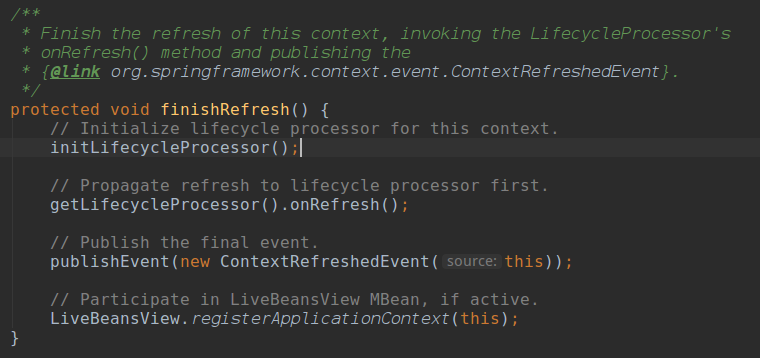 /**
 * Finish the refresh of this context, invoking the LifecycleProcessor's
 * onRefresh() method and publishing the
 * {@link org.springframework.context.event.ContextRefreshedEvent}.
 */
protected void finishRefresh() {
    // Initialize lifecycle processor for this context.
    initLifecycleProcessor();
    // Propagate refresh to lifecycle processor first.
    getLifecycleProcessor().onRefresh();
    // Publish the final event.
    publishEvent(new ContextRefreshedEvent( source: this));
    // Participate in LiveBeansView MBean, if active.
    LiveBeansView.registerApplicationContext(this);
}